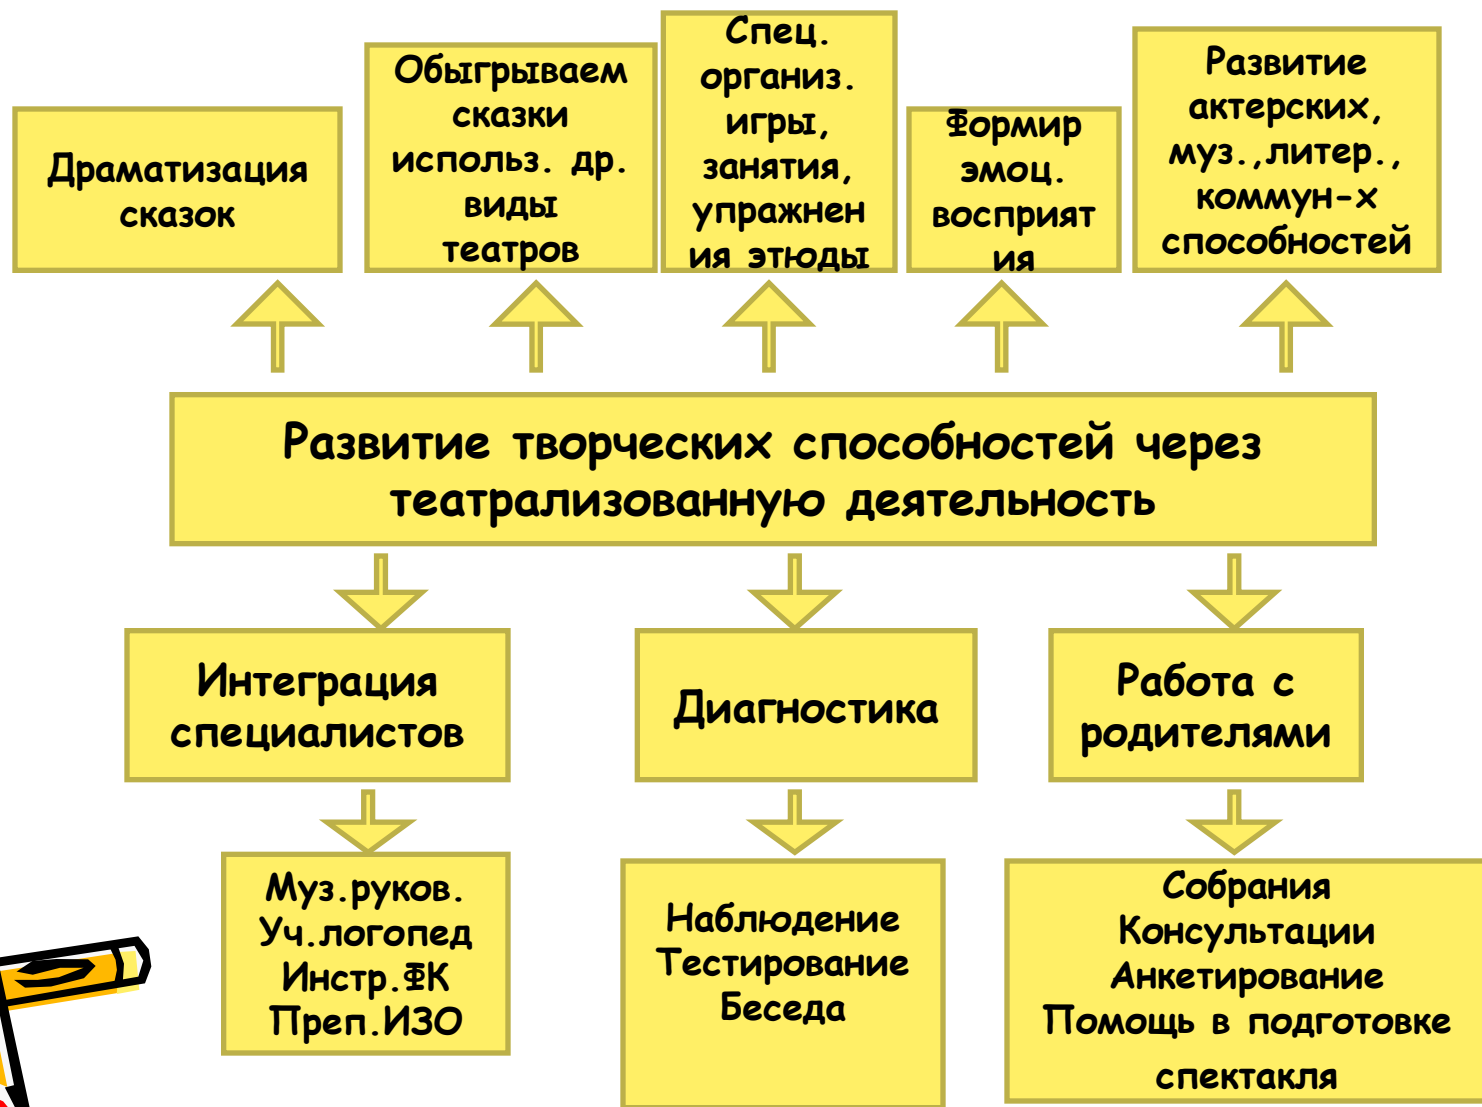 Драматизация
сказок
Обыгрываем
сказки
использ. др.
виды
театров
Спец.
организ.
игры,
занятия,
упражнен
ия этюды
Формир
эмоц.
восприят
ия
Развитие
актерских,
муз.,литер.,
коммун-х
способностей
Развитие творческих способностей через
театрализованную деятельность
Интеграция
специалистов
Диагностика
Работа с
родителями
Муз.руков.
Уч.логопед
Инстр.ФК
Преп.ИЗО
Наблюдение
Тестирование
Беседа
Собрания
Консультации
Анкетирование
Помощь в подготовке
спектакля